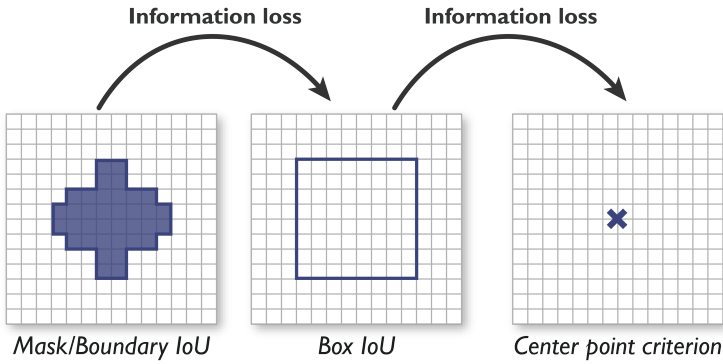 Information loss
Information loss
Mask/Boundary IoU
Box IoU
Center point criterion